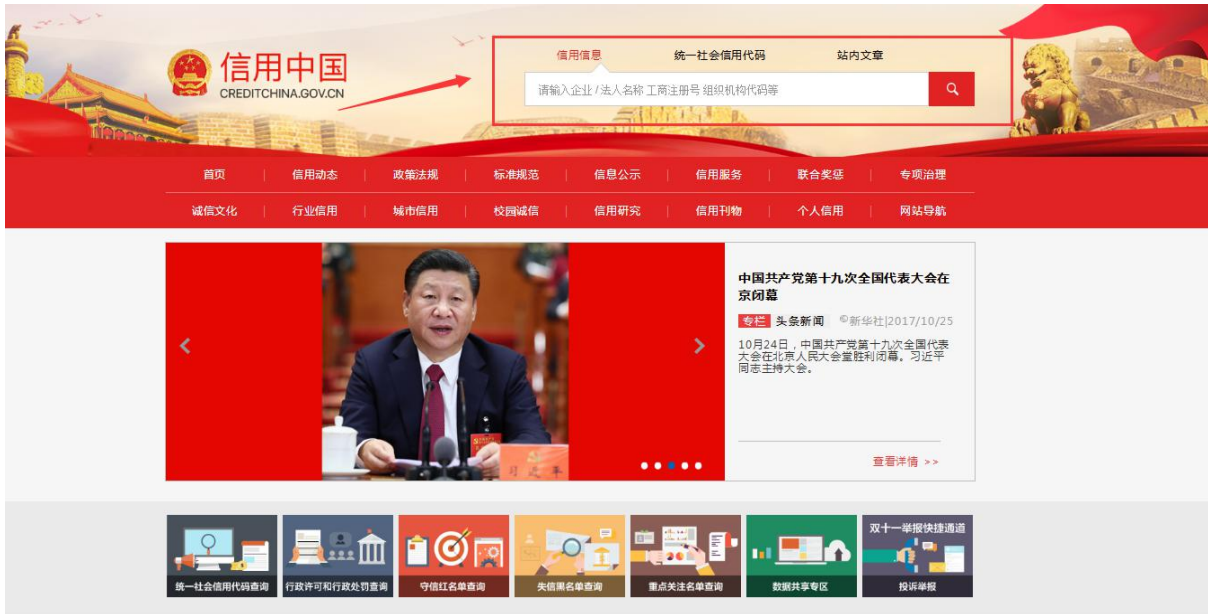 信用中国
CREDITCHINA.GOV.CN
信用信息 统一社会信用代码 站内文章
请输入企业/法人名称 工商注册号 组织机构代码等
首页 | 信用动态 | 政策法规 | 标准规范 | 信息公示 | 信用服务 | 联合奖惩 | 专项治理
诚信文化 | 行业信用 | 城市信用 | 校园诚信 | 信用研究 | 信用刊物 | 个人信用 | 网站导航
中国共产党第十九次全国代表大会在
京闭幕
专栏 头条新闻 ©新华社|2017/10/25
10月24日，中国共产党第十九次全国代表
大会在北京人民大会堂胜利闭幕。习近平
同志主持大会。
习近平
查看详情 >>
双十一举报快捷通道
统一社会信用代码查询 行政许可和行政处罚查询 守信红名单查询 失信黑名单查询 重点关注名单查询 数据共享专区 投诉举报